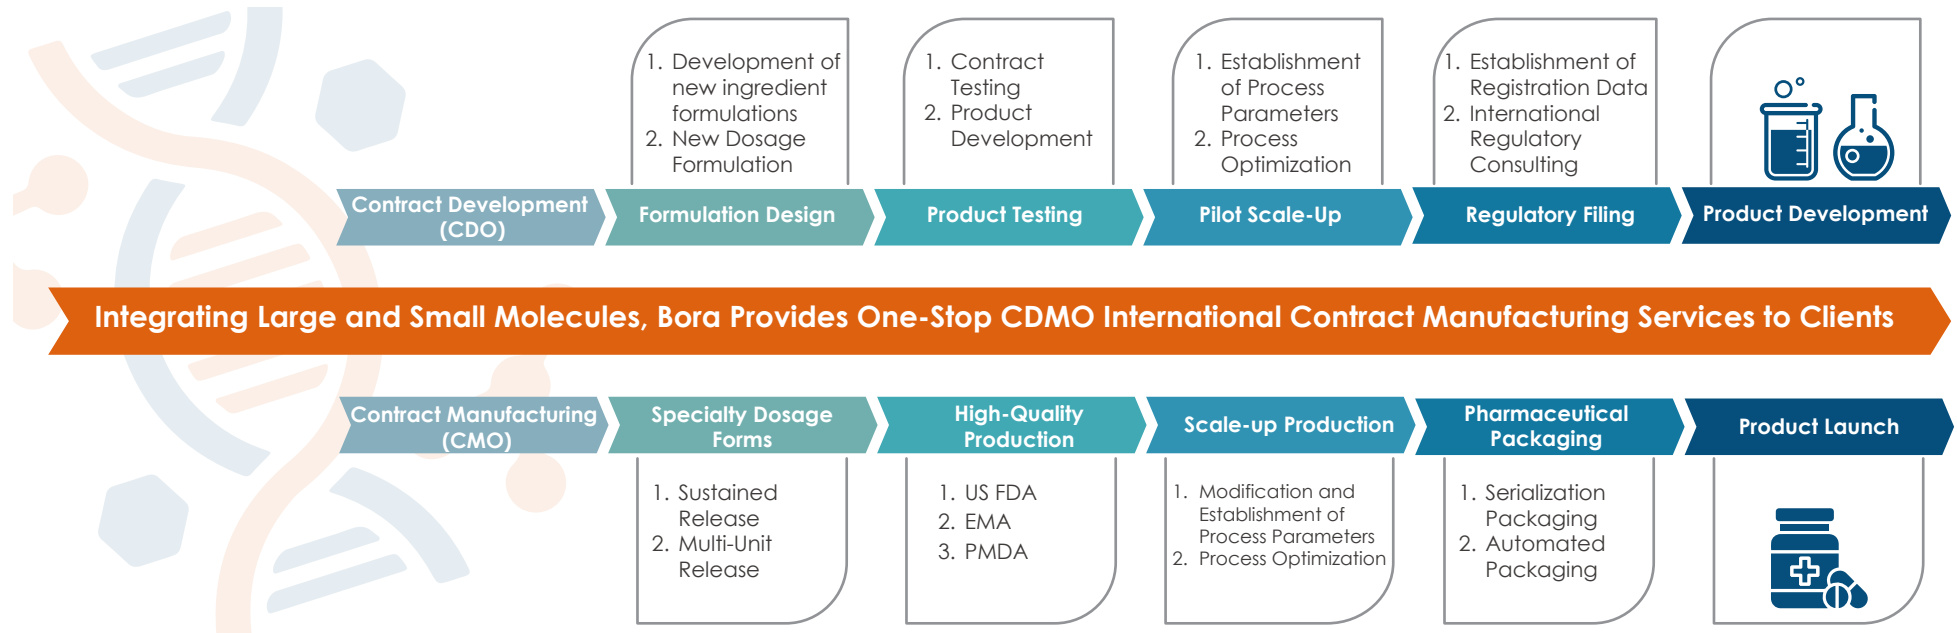 1. Development of
new ingredient
formulations
2. New Dosage
Formulation
1. Contract
Testing
2. Product
Development
1. Establishment
of Process
Parameters
2. Process
Optimization
1. Establishment of
Registration Data
2. International
Regulatory
Consulting
Contract Development
(CDO)
Formulation Design
Product Testing
Pilot Scale-Up
Regulatory Filing
Product Development
Integrating Large and Small Molecules, Bora Provides One-Stop CDMO International Contract Manufacturing Services to Clients
Contract Manufacturing
(CMO)
Specialty Dosage
Forms
High-Quality
Production
Scale-up Production
Pharmaceutical
Packaging
Product Launch
1. Sustained
Release
2. Multi-Unit
Release
1. US FDA
2. EMA
3. PMDA
1. Modification and
Establishment of
Process Parameters
2. Process Optimization
1. Serialization
Packaging
2. Automated
Packaging